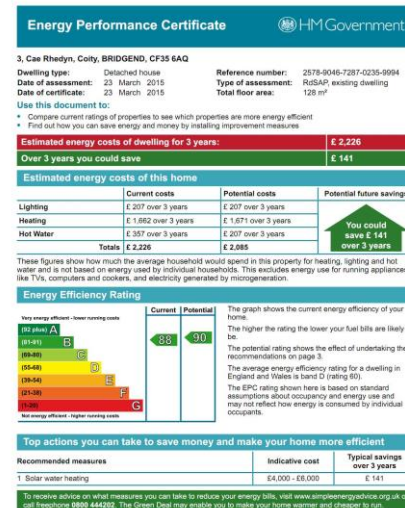 Energy Performance Certificate
HM Government
3, Cae Rhedyn, Coity, BRIDGEND, CF35 6AQ
Dwelling type: Detached house
Reference number: 2578-9046-7287-0235-9994
Date of assessment: 23 March 2015
Type of assessment: RdSAP, existing dwelling
Date of certificate: 23 March 2015
Total floor area: 128 m²
Use this document to:
• Compare current ratings of properties to see which properties are more energy efficient
• Find out how you can save energy and money by installing improvement measures
Estimated energy costs of dwelling for 3 years: £ 2,226
Over 3 years you could save £ 141
Estimated energy costs of this home
Current costs Potential costs Potential future savings
Lighting £ 207 over 3 years £ 207 over 3 years
Heating £ 1,662 over 3 years £ 1,671 over 3 years
Hot Water £ 357 over 3 years £ 207 over 3 years
Totals £ 2,226 £ 2,085
You could
save £ 141
over 3 years
These figures show how much the average household would spend in this property for heating, lighting and hot
water and is not based on energy used by individual households. This excludes energy use for running appliances
like TVs, computers and cookers, and electricity generated by microgeneration.
Energy Efficiency Rating
Current Potential
Very energy efficient - lower running costs
(92 plus) A
(81-91) B
(69-80) C
(55-68) D
(39-54) E
(21-38) F
(1-20) G
Not energy efficient - higher running costs
88
90
The graph shows the current energy efficiency of your
home.
The higher the rating the lower your fuel bills are likely
be.
The potential rating shows the effect of undertaking the
recommendations on page 3.
The average energy efficiency rating for a dwelling in
England and Wales is band D (rating 60).
The EPC rating shown here is based on standard
assumptions about occupancy and energy use and
may not reflect how energy is consumed by individual
occupants.
Top actions you can take to save money and make your home more efficient
Recommended measures Indicative cost Typical savings
over 3 years
1 Solar water heating £4,000 - £6,000 £ 141
To receive advice on what measures you can take to reduce your energy bills, visit www.simpleenergyadvice.org.uk o
call freephone 0800 444202. The Green Deal may enable you to make your home warmer and cheaper to run.